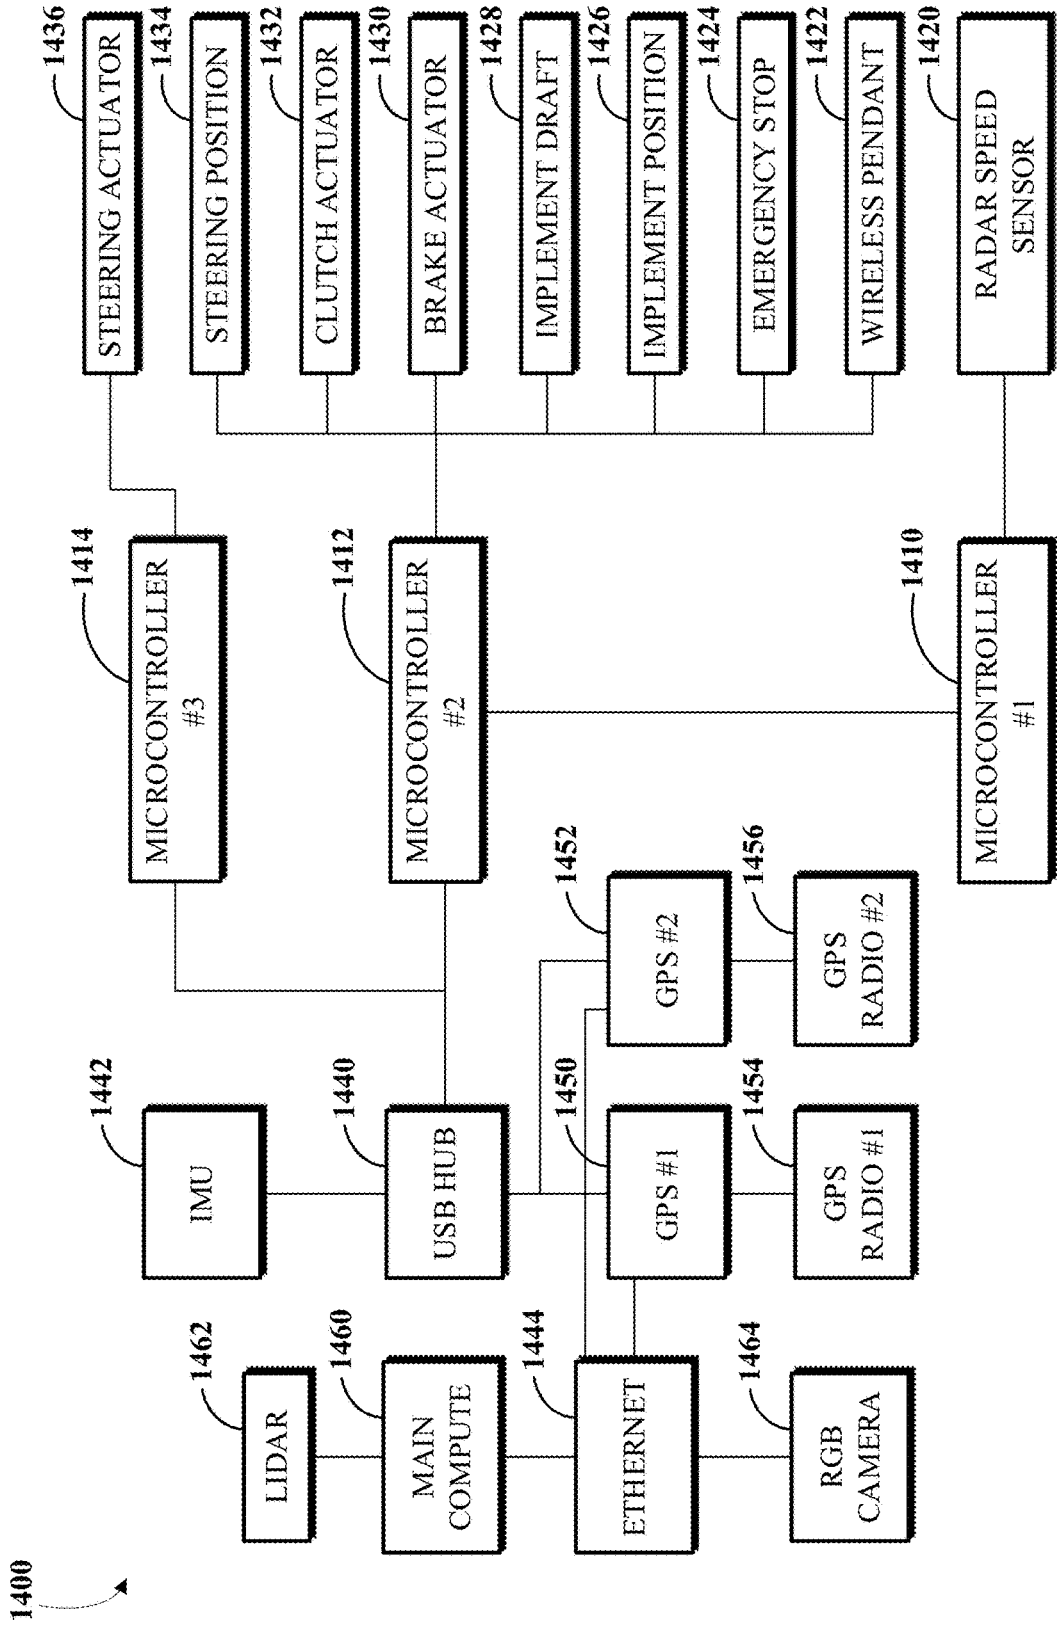 1400
LIDAR
1462
MAIN
COMPUTE
1460
ETHERNET
1444
RGB
CAMERA
1464
IMU
1442
USB HUB
1440
GPS #1
1450
GPS
RADIO #1
1454
GPS #2
1452
GPS
RADIO #2
1456
MICROCONTROLLER
#3
1414
MICROCONTROLLER
#2
1412
MICROCONTROLLER
#1
1410
STEERING ACTUATOR
1436
STEERING POSITION
1434
CLUTCH ACTUATOR
1432
BRAKE ACTUATOR
1430
IMPLEMENT DRAFT
1428
IMPLEMENT POSITION
1426
EMERGENCY STOP
1424
WIRELESS PENDANT
1422
RADAR SPEED
SENSOR
1420